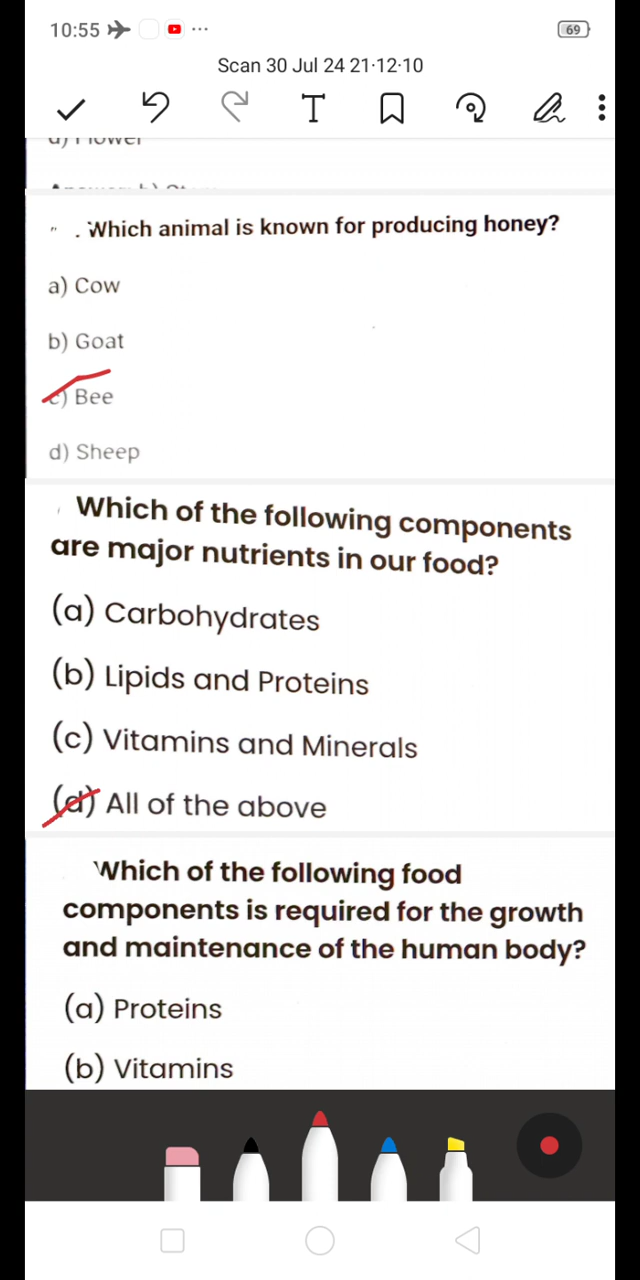 10:55
69
Scan 30 Jul 24 21·12·10
T
d) Flower
. Which animal is known for producing honey?
a) Cow
b) Goat
c) Bee
d) Sheep
Which of the following components
are major nutrients in our food?
(a) Carbohydrates
(b) Lipids and Proteins
(c) Vitamins and Minerals
(d) All of the above
Which of the following food
components is required for the growth
and maintenance of the human body?
(a) Proteins
(b) Vitamins